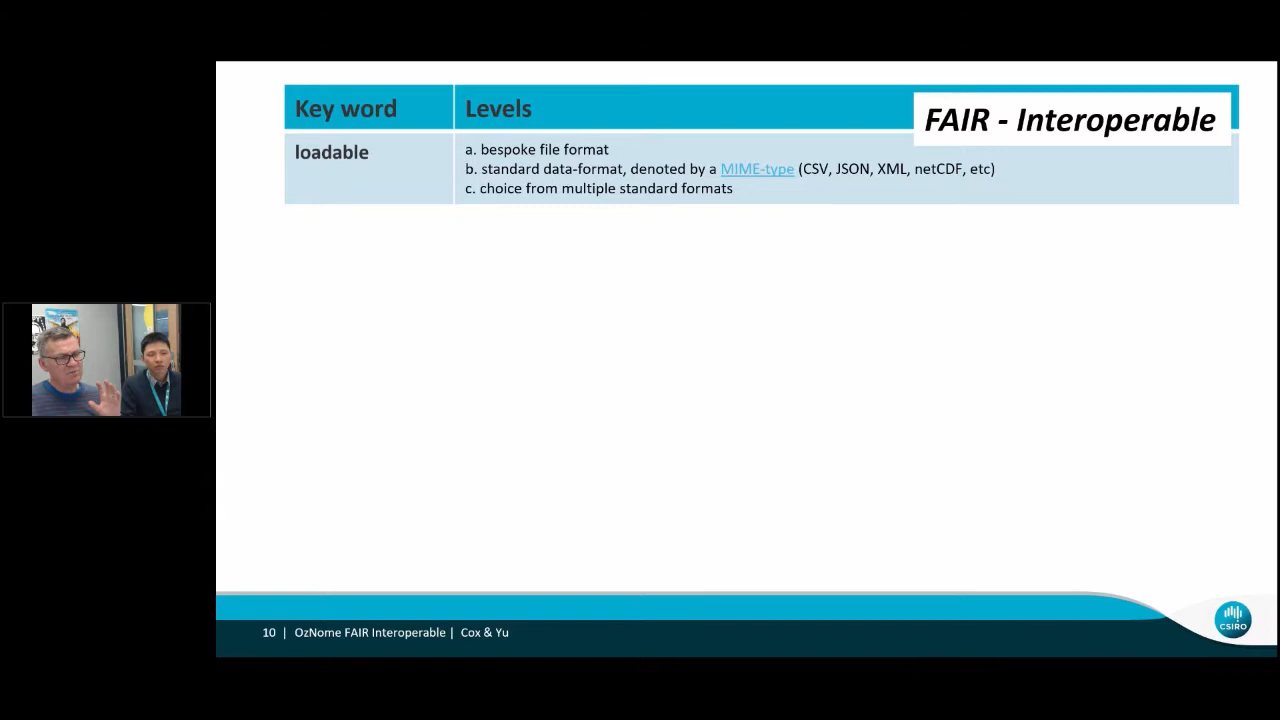 Key word
Levels
FAIR - Interoperable
loadable
a. bespoke file format
b. standard data-format, denoted by a MIME-type (CSV, JSON, XML, netCDF, etc)
c. choice from multiple standard formats
10 | OzNome FAIR Interoperable | Cox & Yu
CSIRO